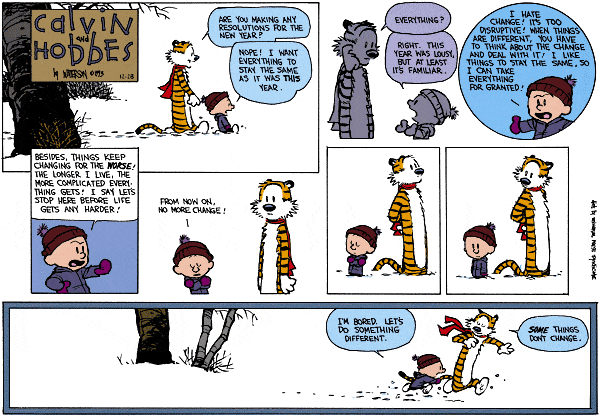 calvin
and
HobbEs
by WATTERSON ©1993
12-28
ARE YOU MAKING ANY
RESOLUTIONS FOR THE
NEW YEAR?
NOPE! I WANT
EVERYTHING TO
STAY THE SAME
AS IT WAS THIS
YEAR.
EVERYTHING?
RIGHT. THIS
YEAR WAS LOUSY,
BUT AT LEAST
IT'S FAMILIAR.
I HATE
CHANGE! IT'S TOO
DISRUPTIVE! WHEN THINGS
ARE DIFFERENT, YOU HAVE
TO THINK ABOUT THE CHANGE
AND DEAL WITH IT! I LIKE
THINGS TO STAY THE SAME, SO
I CAN TAKE
EVERYTHING
FOR GRANTED!
BESIDES, THINGS KEEP
CHANGING FOR THE WORSE!
THE LONGER I LIVE, THE
MORE COMPLICATED EVERY-
THING GETS! I SAY LET'S
STOP HERE BEFORE LIFE
GETS ANY HARDER!
FROM NOW ON,
NO MORE CHANGE!
I'M BORED. LET'S
DO SOMETHING
DIFFERENT.
SOME THINGS
DON'T CHANGE.